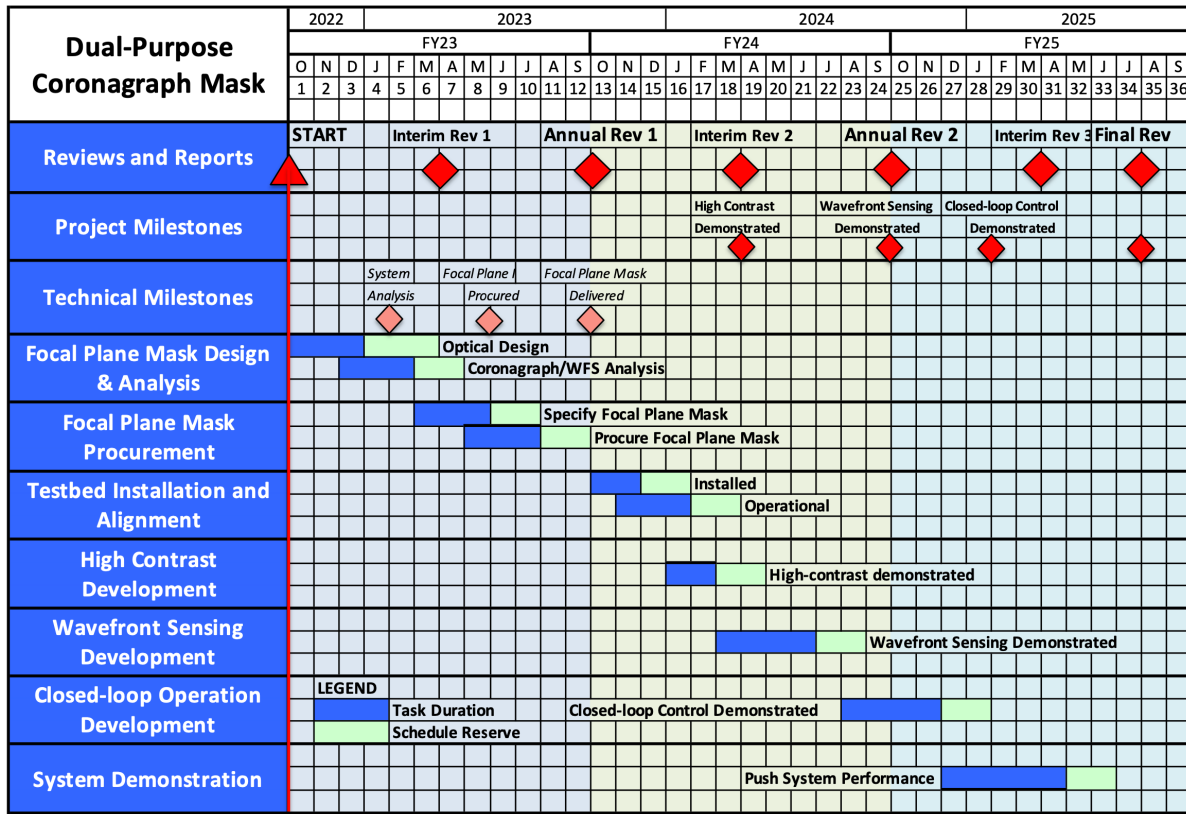 Dual-Purpose
Coronagraph Mask
2022 2023 2024 2025
FY23 FY24 FY25
O N D J F M A M J J A S O N D J F M A M J J A S O N D J F M A M J J A S
1 2 3 4 5 6 7 8 9 10 11 12 13 14 15 16 17 18 19 20 21 22 23 24 25 26 27 28 29 30 31 32 33 34 35 36
Reviews and Reports
START Interim Rev 1 Annual Rev 1 Interim Rev 2 Annual Rev 2 Interim Rev 3 Final Rev
Project Milestones
High Contrast Wavefront Sensing Closed-loop Control
Demonstrated Demonstrated Demonstrated
Technical Milestones
System Focal Plane Focal Plane Mask
Analysis Procured Delivered
Focal Plane Mask Design
& Analysis
Optical Design
Coronagraph/WFS Analysis
Focal Plane Mask
Procurement
Specify Focal Plane Mask
Procure Focal Plane Mask
Testbed Installation and
Alignment
Installed
Operational
High Contrast
Development
High-contrast demonstrated
Wavefront Sensing
Development
Wavefront Sensing Demonstrated
Closed-loop Operation
Development
LEGEND
Task Duration
Closed-loop Control Demonstrated
Schedule Reserve
System Demonstration
Push System Performance